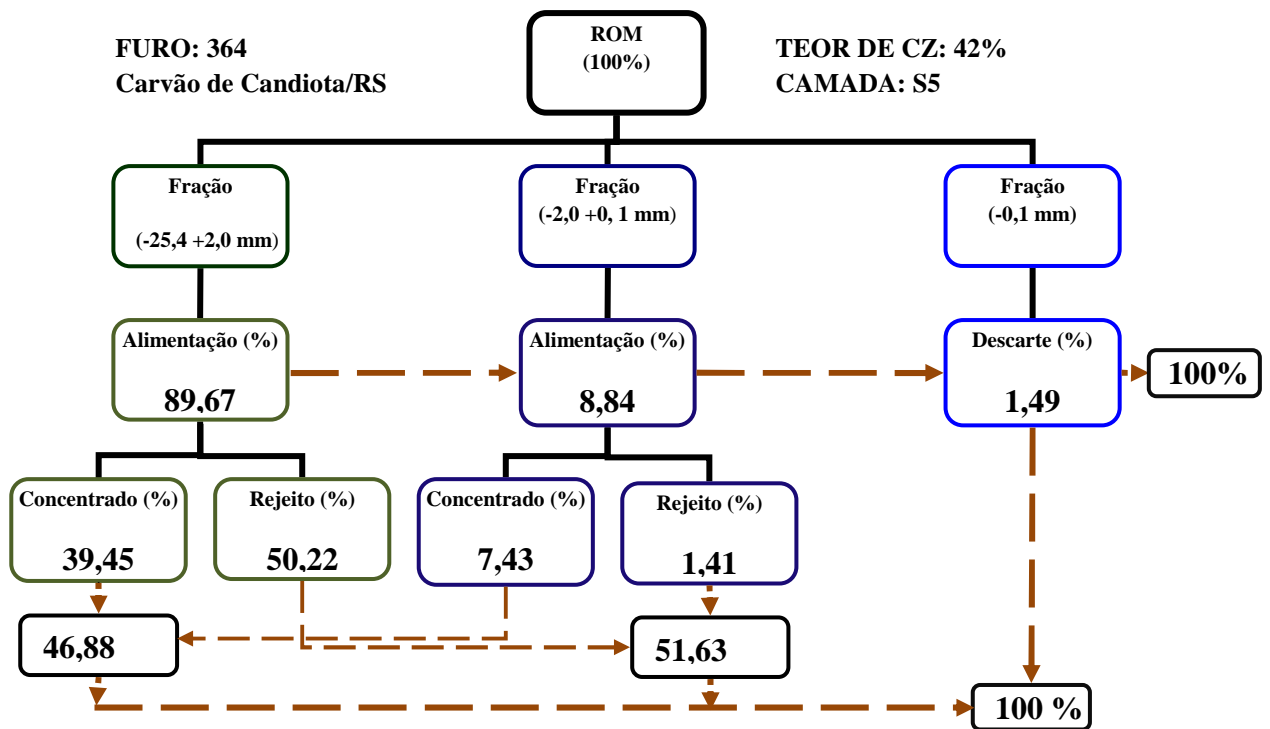 FURO: 364
Carvão de Candiota/RS
ROM
(100%)
TEOR DE CZ: 42%
CAMADA: S5
Fração
(-25,4 +2,0 mm)
Fração
(-2,0 +0, 1 mm)
Fração
(-0,1 mm)
Alimentação (%)
89,67
Alimentação (%)
8,84
Descarte (%)
1,49
100%
Concentrado (%)
39,45
Rejeito (%)
50,22
Concentrado (%)
7,43
Rejeito (%)
1,41
46,88
51,63
100 %